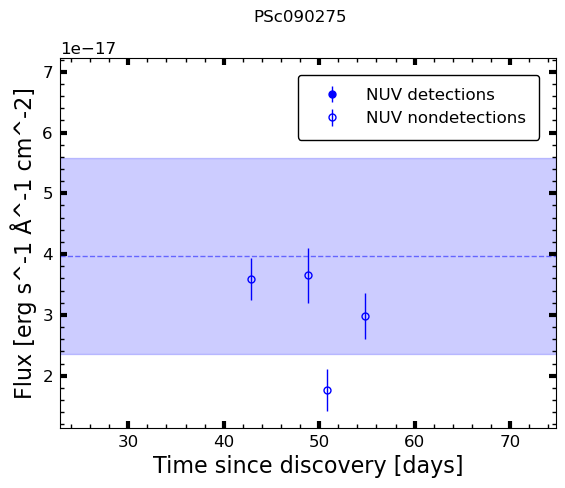 PSc090275
1e−17
Flux [erg s^-1 Å^-1 cm^-2]
7
6
5
4
3
2
NUV detections
NUV nondetections
30 40 50 60 70
Time since discovery [days]